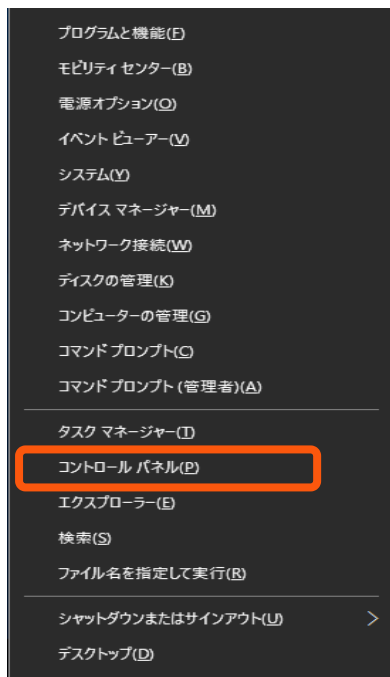 プログラムと機能(F)
モビリティ センター(B)
電源オプション(O)
イベント ビューアー(V)
システム(Y)
デバイス マネージャー(M)
ネットワーク接続(W)
ディスクの管理(K)
コンピューターの管理(G)
コマンド プロンプト(C)
コマンド プロンプト (管理者)(A)
タスク マネージャー(T)
コントロール パネル(P)
エクスプローラー(E)
検索(S)
ファイル名を指定して実行(R)
シャットダウンまたはサインアウト(U)
デスクトップ(D)